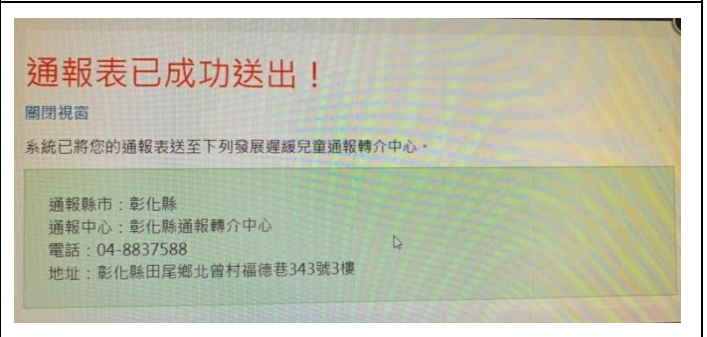 通報表已成功送出！
關閉視窗
系統已將您的通報表送至下列發展遲緩兒童通報轉介中心。
通報縣市：彰化縣
通報中心：彰化縣通報轉介中心
電話：04-8837588
地址：彰化縣田尾鄉北曾村福德巷343號3樓